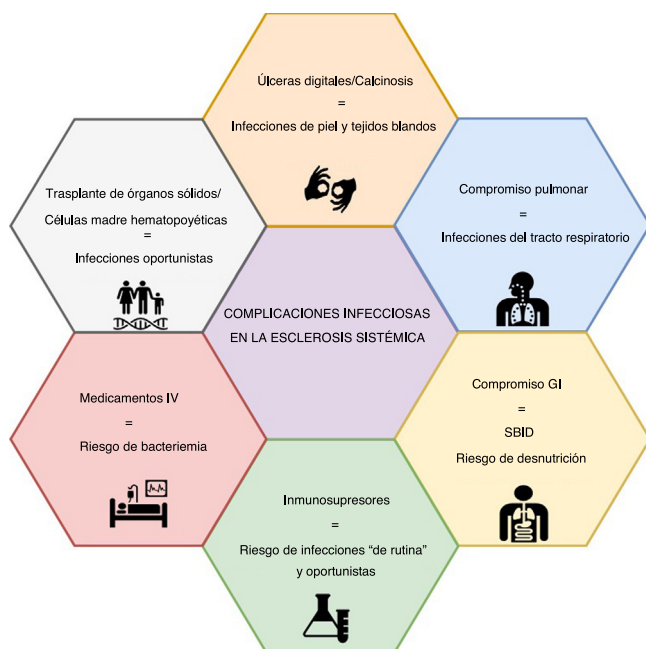 Úlceras digitales/Calcinosis
=
Infecciones de piel y tejidos blandos
Trasplante de órganos sólidos/
Células madre hematopoyéticas
=
Infecciones oportunistas
Compromiso pulmonar
=
Infecciones del tracto respiratorio
COMPLICACIONES INFECCIOSAS
EN LA ESCLEROSIS SISTÉMICA
Medicamentos IV
=
Riesgo de bacteriemia
Compromiso GI
=
SBID
Riesgo de desnutrición
Inmunosupresores
=
Riesgo de infecciones “de rutina”
y oportunistas